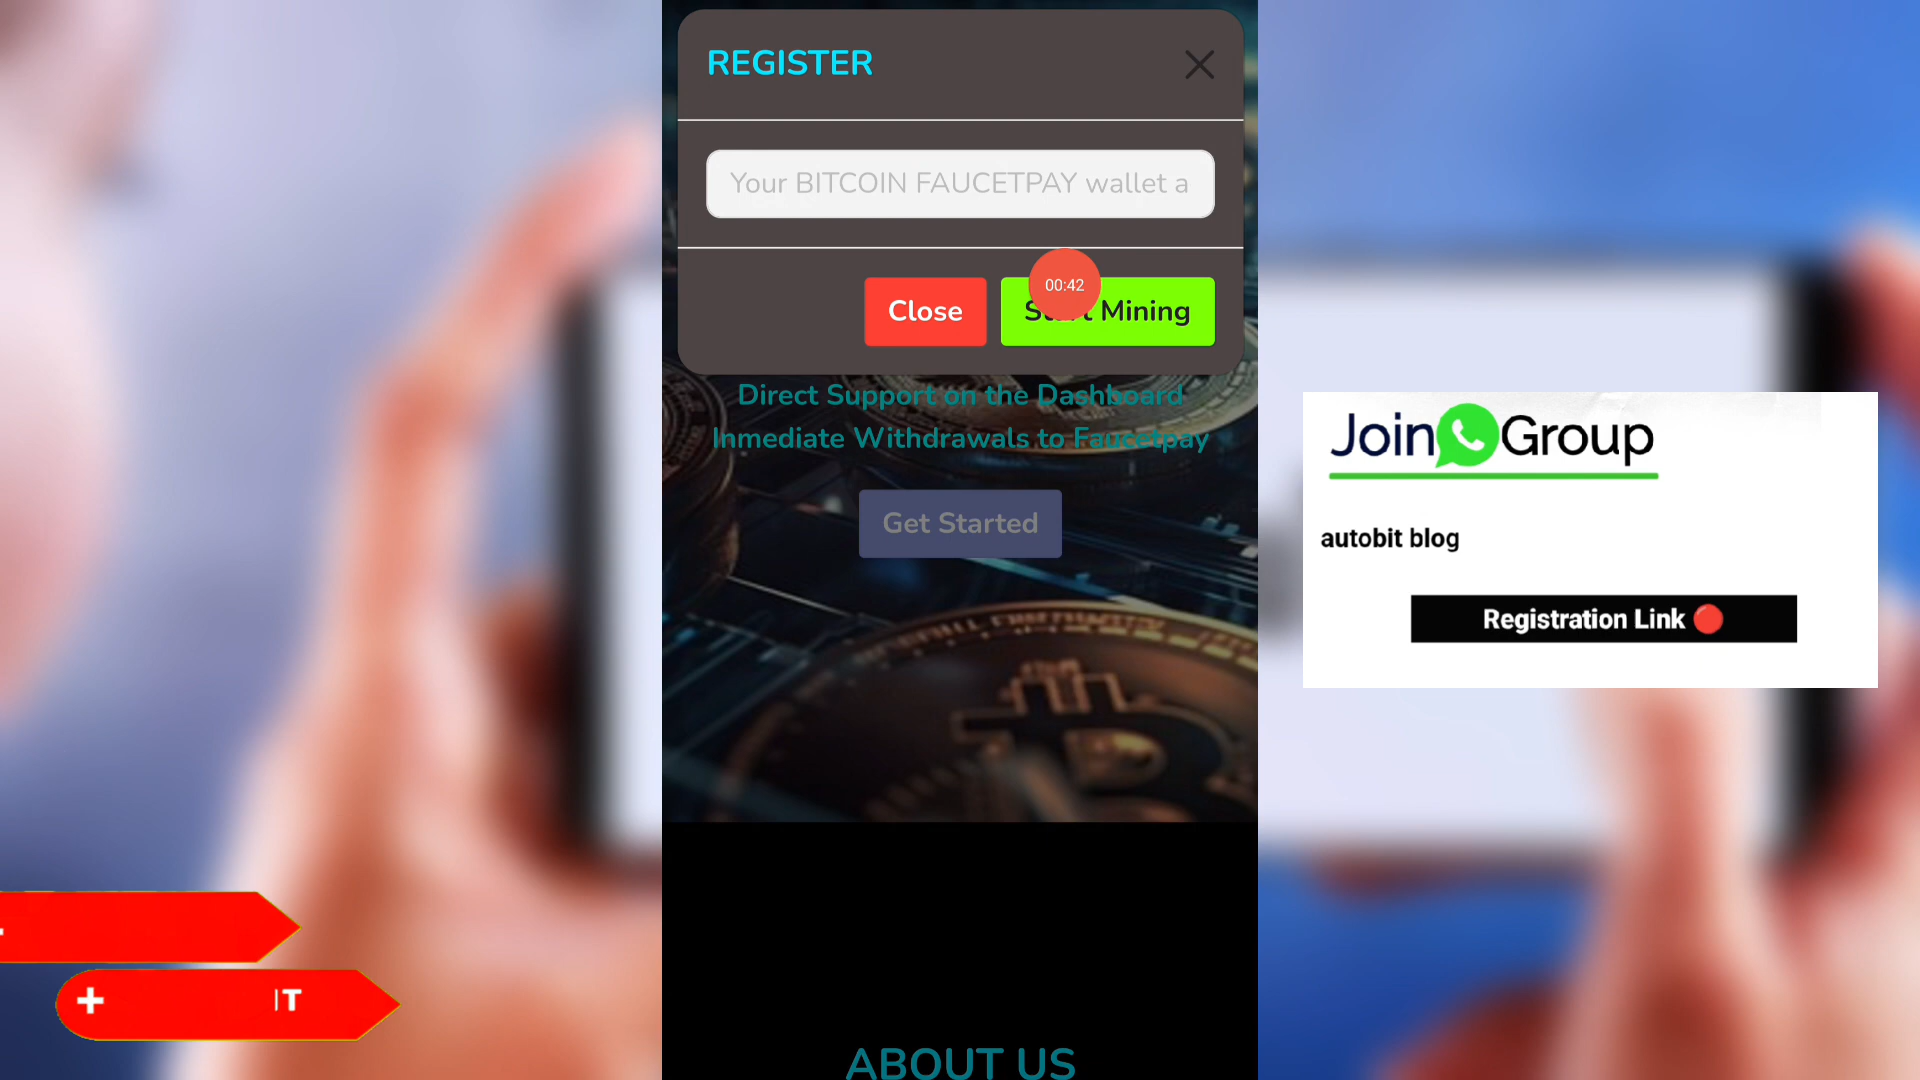 REGISTER
Your BITCOIN FAUCETPAY wallet a
00:42
Close
Mining
Direct Support on the Dashboard
Inmediate Withdrawals to Faucetpay
Get Started
ABOUT US
Join Group
autobit blog
Registration Link